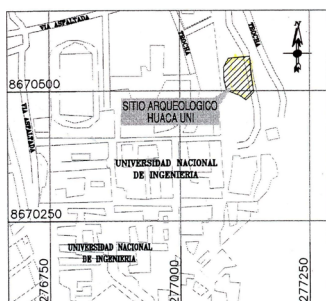 VIA ASFALTADA
TROCHA
TROCHA
N
8670500
SITIO ARQUEOLOGICO
HUACA UNI
VIA ASFALTADA
UNIVERSIDAD NACIONAL
DE INGENIERIA
8670250
UNIVERSIDAD NACIONAL
DE INGENIERIA
276750
277000
277250